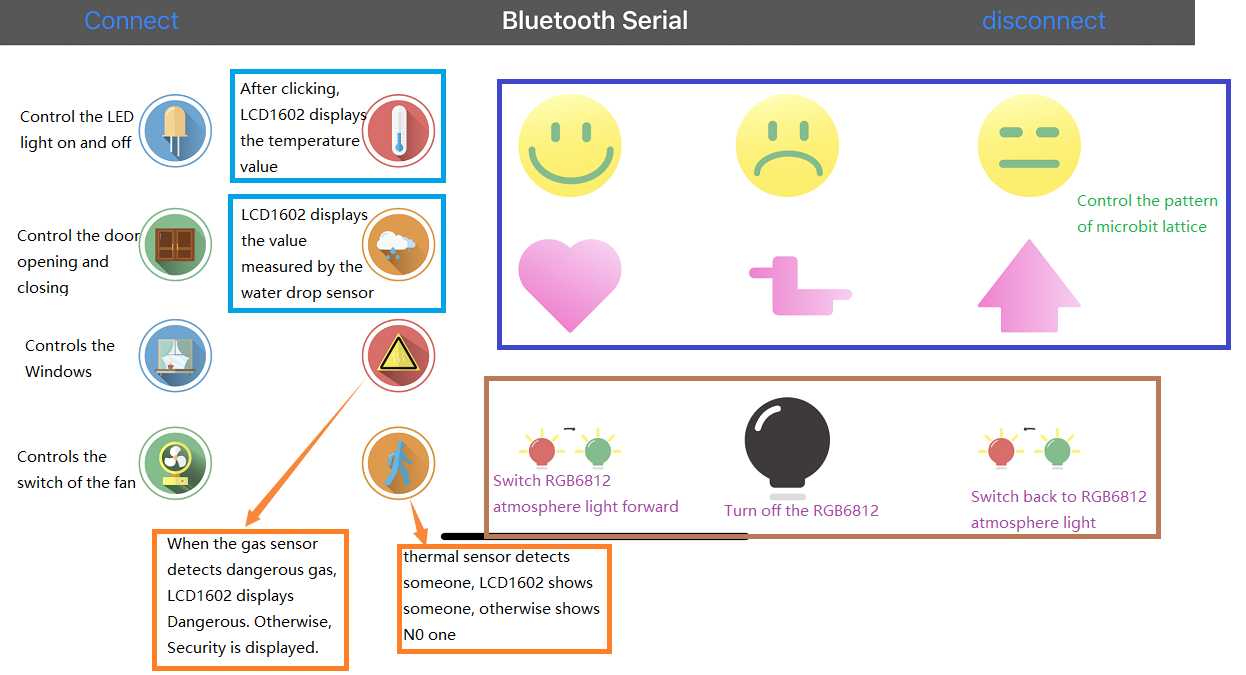 Connect
Bluetooth Serial
disconnect
Control the LED
light on and off
After clicking,
LCD1602 displays
the temperature
value
Control the door
opening and
closing
LCD1602 displays
the value
measured by the
water drop sensor
Controls the
Windows
Controls the
switch of the fan
When the gas sensor
detects dangerous gas,
LCD1602 displays
Dangerous. Otherwise,
Security is displayed.
thermal sensor detects
someone, LCD1602 shows
someone, otherwise shows
N0 one
Control the pattern
of microbit lattice
Switch RGB6812
atmosphere light forward
Turn off the RGB6812
Switch back to RGB6812
atmosphere light